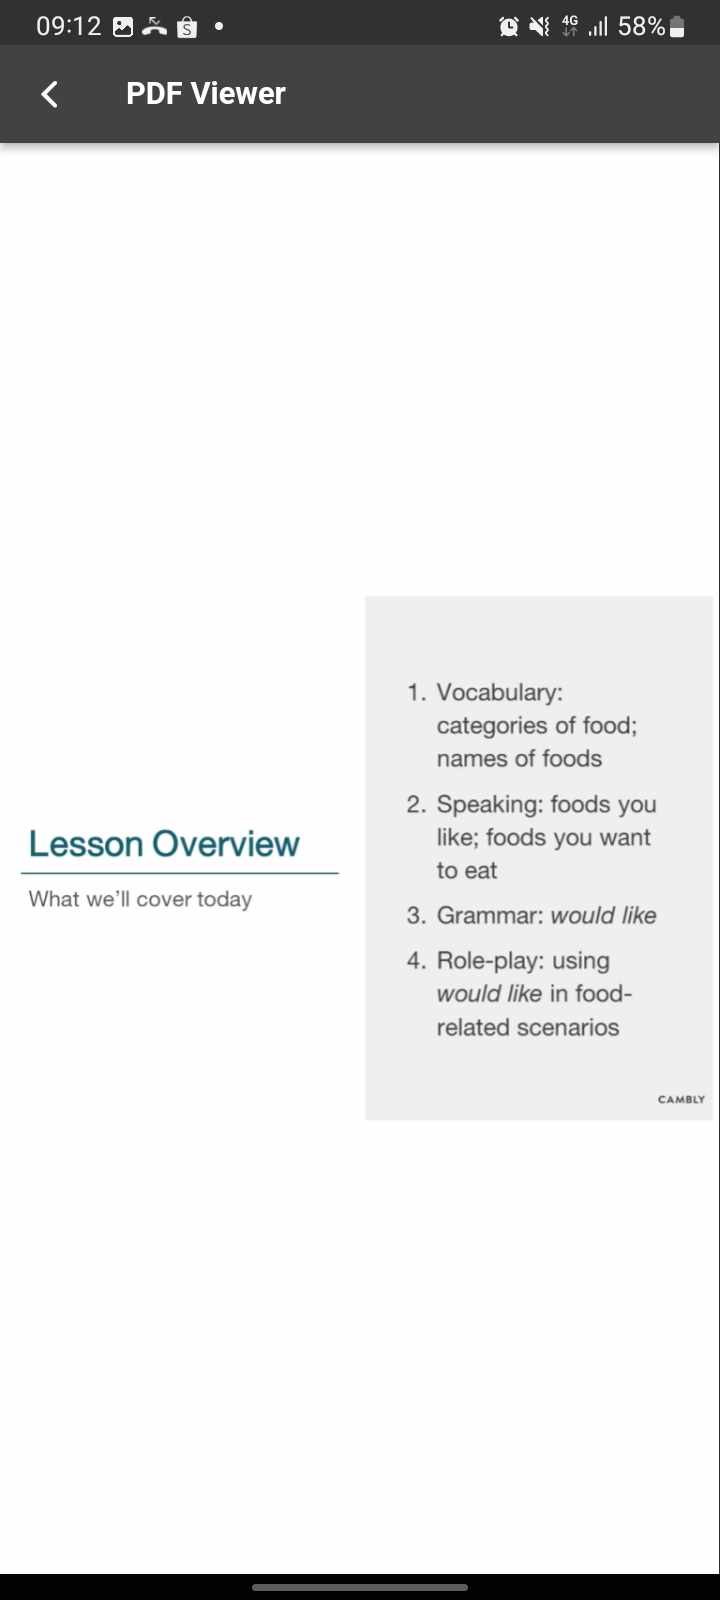 09:12
4G
58%
PDF Viewer
Lesson Overview
What we'll cover today
1. Vocabulary:
categories of food;
names of foods
2. Speaking: foods you
like; foods you want
to eat
3. Grammar: would like
4. Role-play: using
would like in food-
related scenarios
CAMBLY